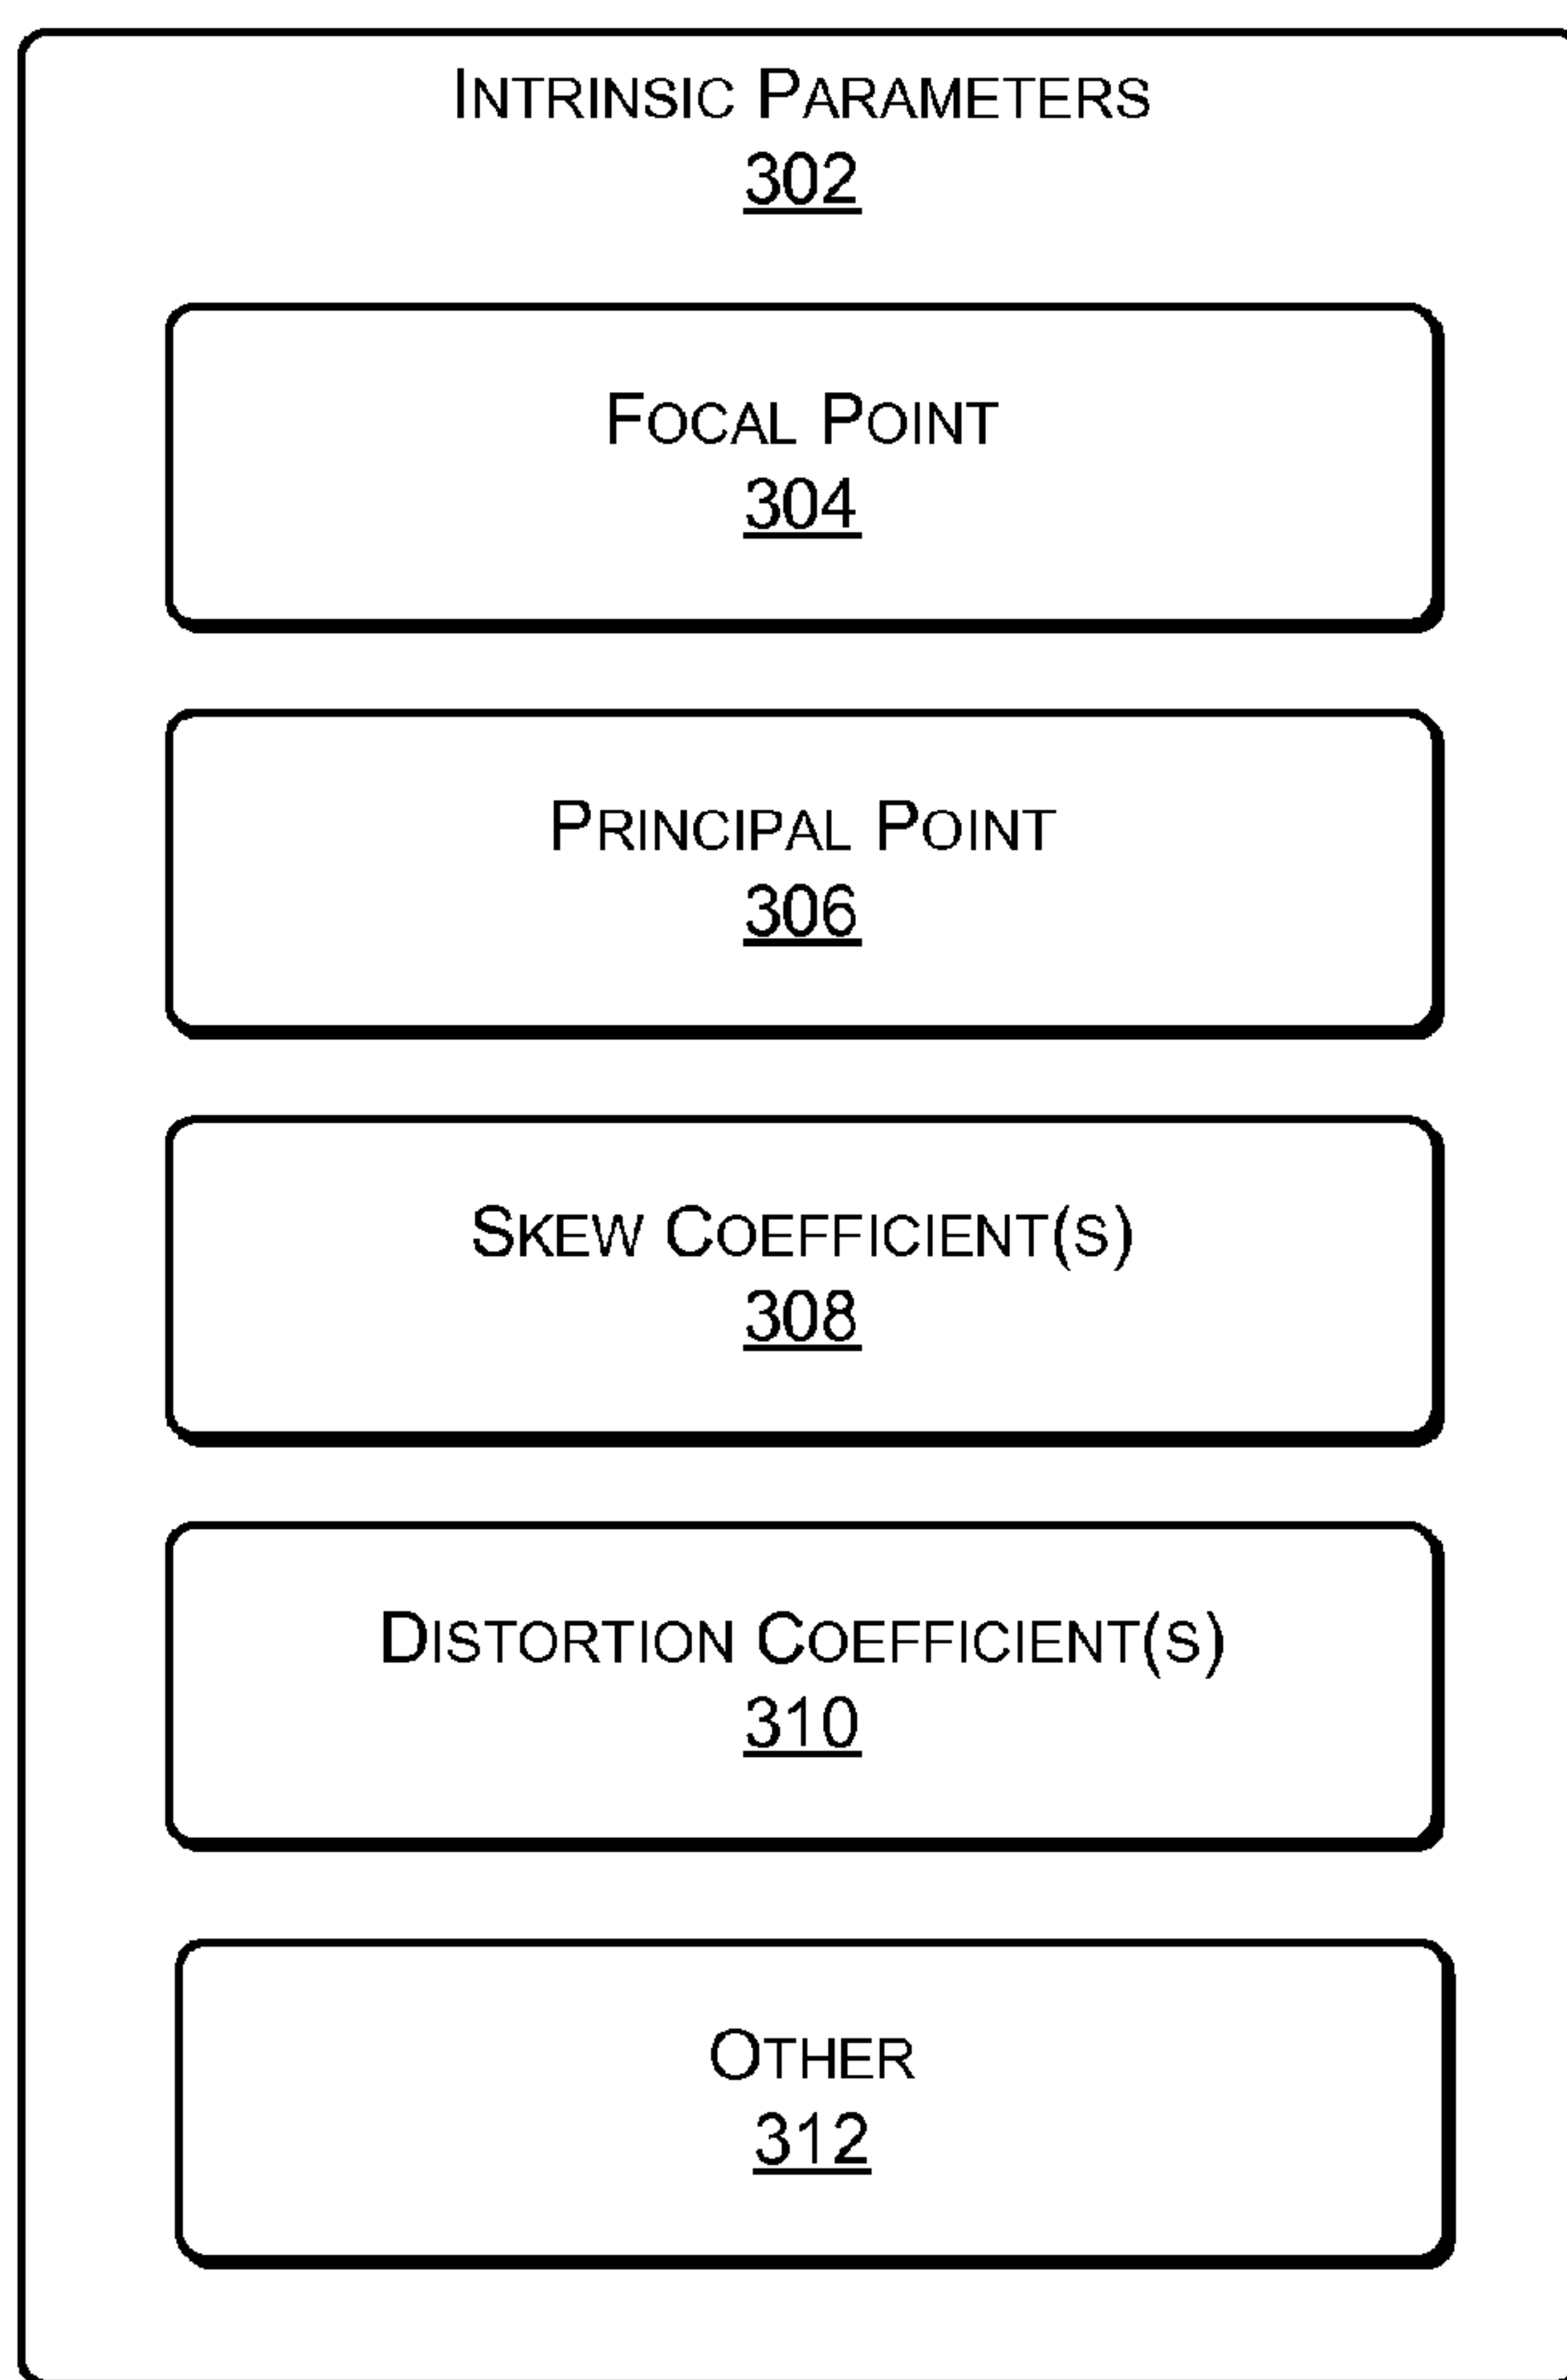 INTRINSIC PARAMETERS
302
FOCAL POINT
304
PRINCIPAL POINT
306
SKEW COEFFICIENT(S)
308
DISTORTION COEFFICIENT(S)
310
OTHER
312